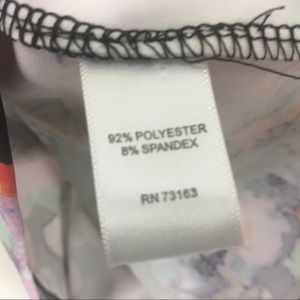 92% POLYESTER
8% SPANDEX
RN 73163